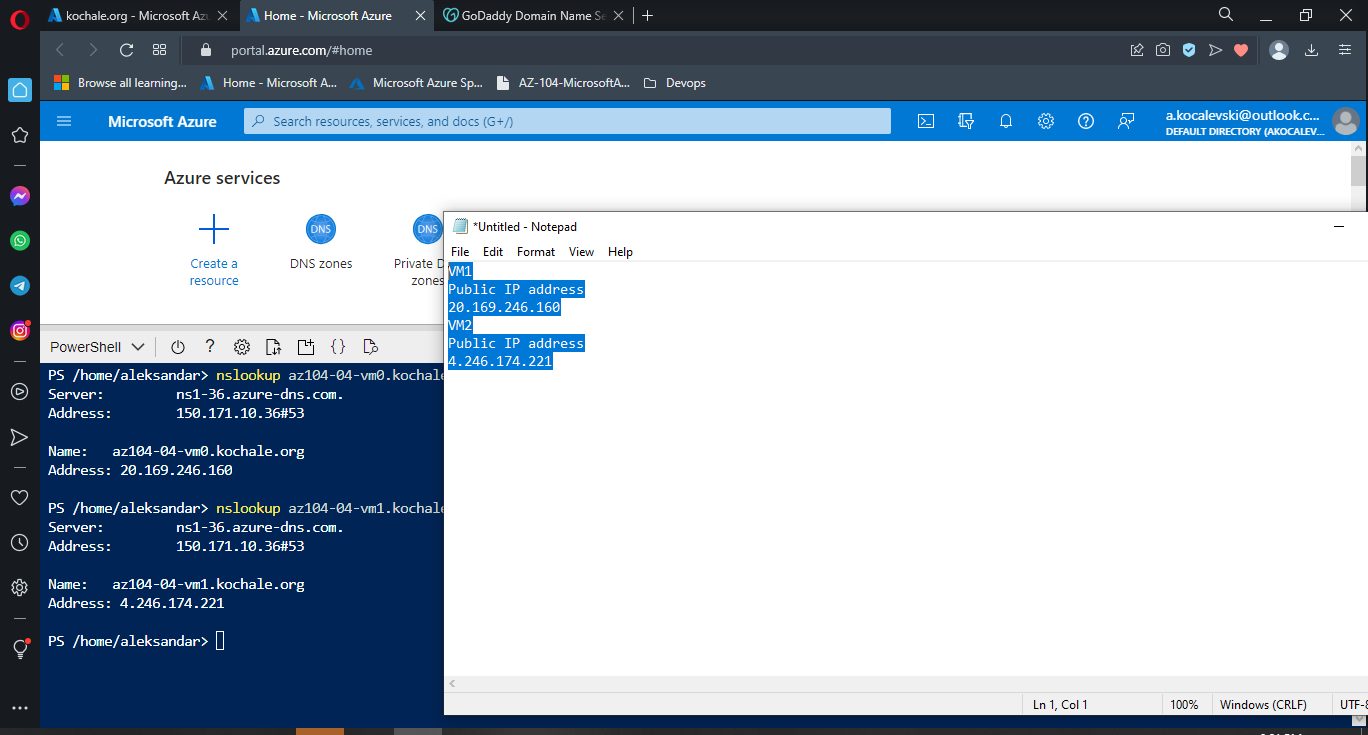 kochale.org - Microsoft Az
Home - Microsoft Azure
GoDaddy Domain Name Se
portal.azure.com/#home
Browse all learning...
Home - Microsoft A...
Microsoft Azure Sp...
AZ-104-MicrosoftA...
Devops
Microsoft Azure
Search resources, services, and docs (G+/)
a.kocalevski@outlook.c...
DEFAULT DIRECTORY (AKOCALEV...
Azure services
Create a
resource
DNS
DNS zones
DNS
Private D
zones
*Untitled - Notepad
File Edit Format View Help
VM1
Public IP address
20.169.246.160
VM2
Public IP address
4.246.174.221
Ln 1, Col 1
100%
Windows (CRLF)
UTF-8
PowerShell
PS /home/aleksandar> nslookup az104-04-vm0.kochale
Server: ns1-36.azure-dns.com.
Address: 150.171.10.36#53
Name: az104-04-vm0.kochale.org
Address: 20.169.246.160
PS /home/aleksandar> nslookup az104-04-vm1.kochale
Server: ns1-36.azure-dns.com.
Address: 150.171.10.36#53
Name: az104-04-vm1.kochale.org
Address: 4.246.174.221
PS /home/aleksandar>